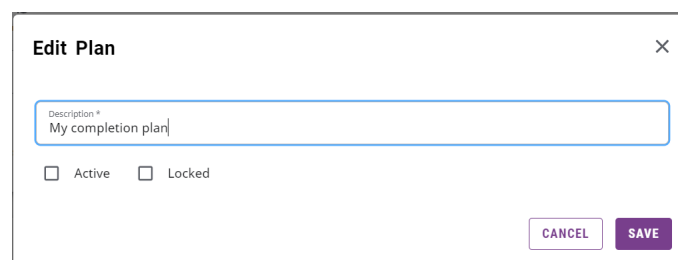 Edit Plan
Description *
My completion plan
Active Locked
CANCEL SAVE